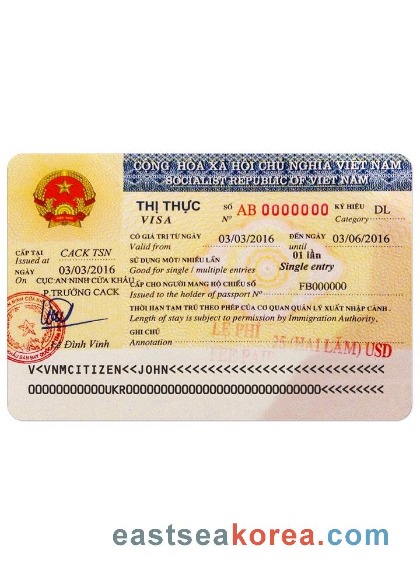 CỘNG HÒA XÃ HỘI CHỦ NGHĨA VIỆT NAM
SOCIALIST REPUBLIC OF VIET NAM
THỊ THỰC
VISA
SỐ
Nº
AB 0000000
KÝ HIỆU
Category
DL
CÓ GIÁ TRỊ TỪ NGÀY
Valid from
03/03/2016
ĐẾN NGÀY
until
03/06/2016
CẤP TẠI
Issued at
CACK TSN
NGÀY
On
03/03/2016
CỤC AN NINH CỬA KHẨU
P TRƯỞNG CACK
SỬ DỤNG MỘT/ NHIỀU LẦN
Good for single / multiple entries
01 lần
Single entry
CẤP CHO NGƯỜI MANG HỘ CHIẾU SỐ
Issued to the holder of passport Nº
FB000000
THỜI HẠN TẠM TRÚ THEO PHÉP CỦA CƠ QUAN QUẢN LÝ XUẤT NHẬP CẢNH.
Length of stay is subject to permission by Immigration Authority.
GHI CHÚ
Annotation
LỆ PHÍ
FEE PAID
25 (HAI LĂM) USD
Đình Vinh
V<VNMCITIZEN<<JOHN<<<<<<<<<<<<<<<<<<<<<<<<<<
eastseakorea.com